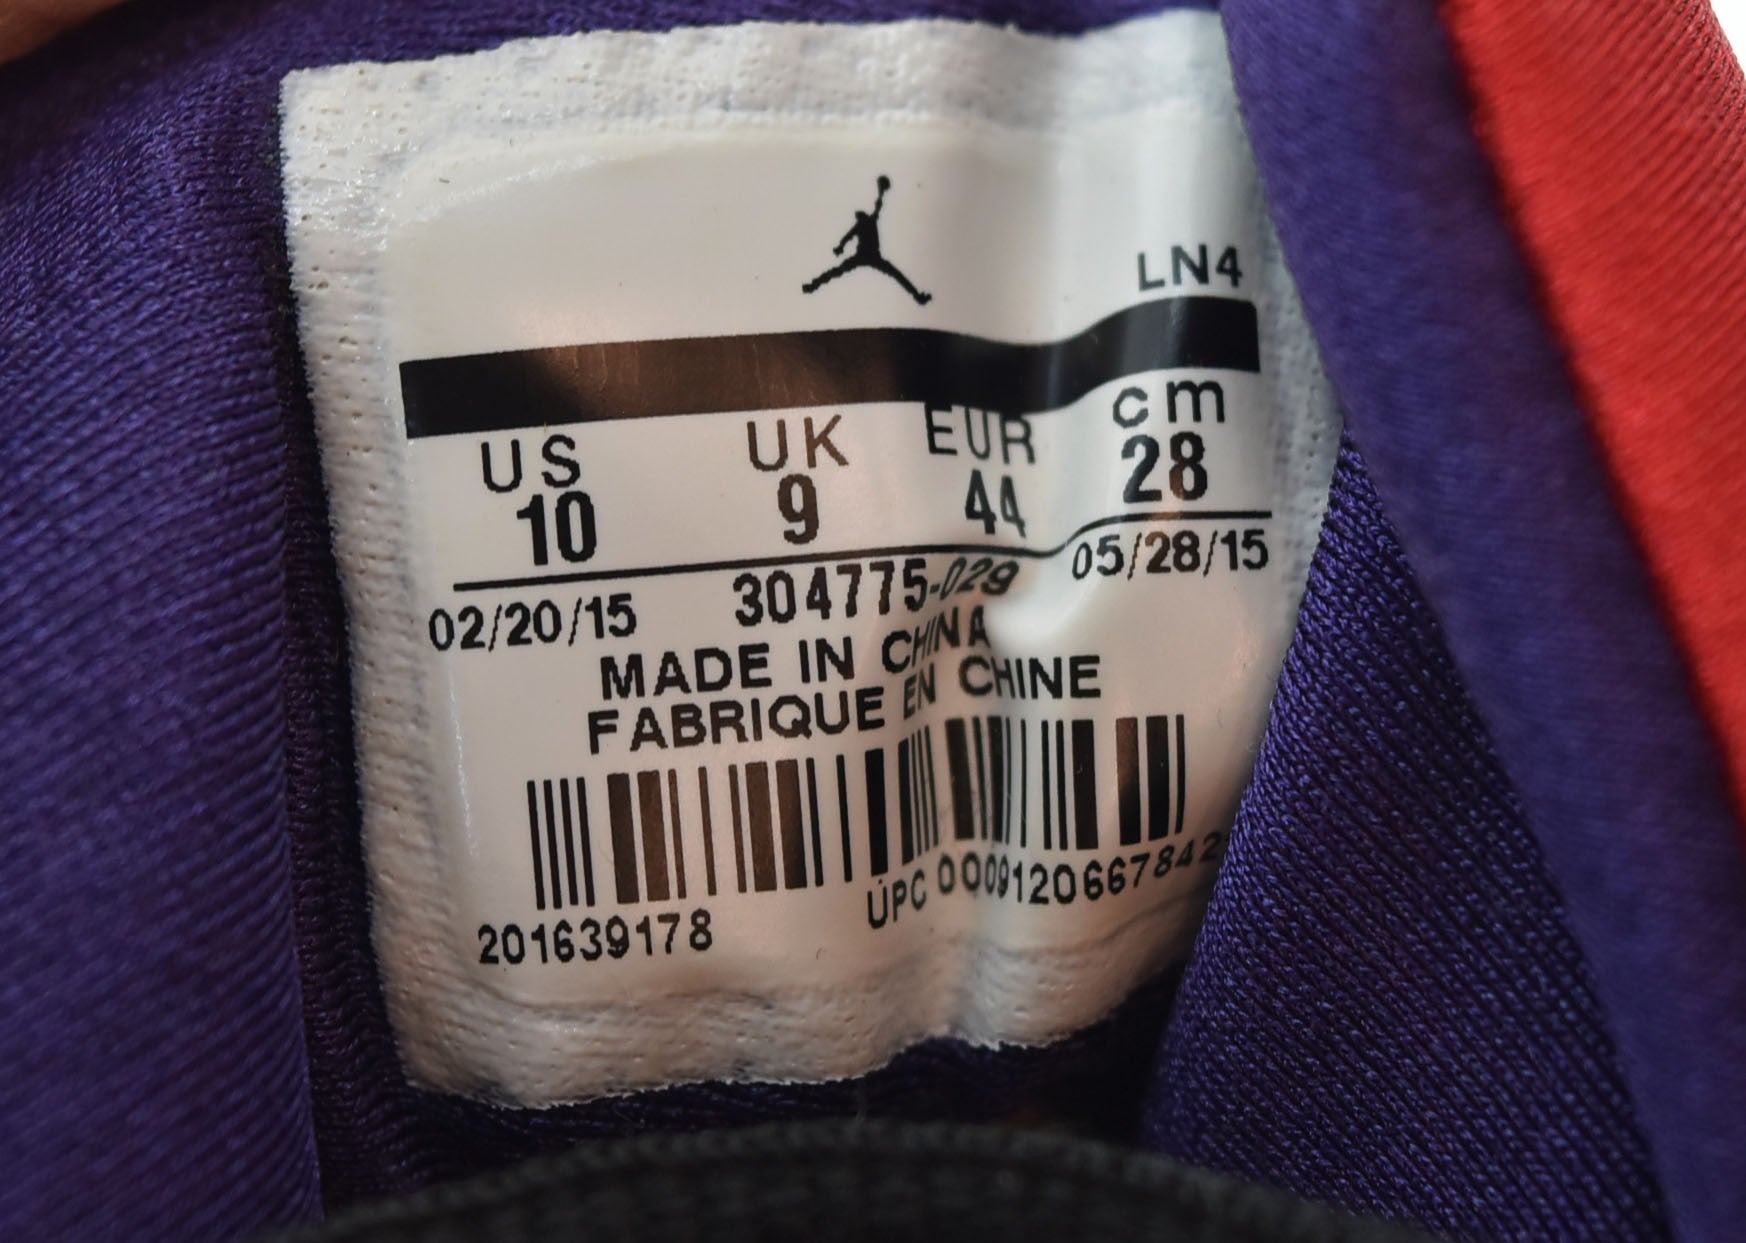 LN4
US UK EUR cm
10 9 44 28
02/20/15 304775-029 05/28/15
MADE IN CHINA
FABRIQUE EN CHINE
201639178 UPC 0009120667842